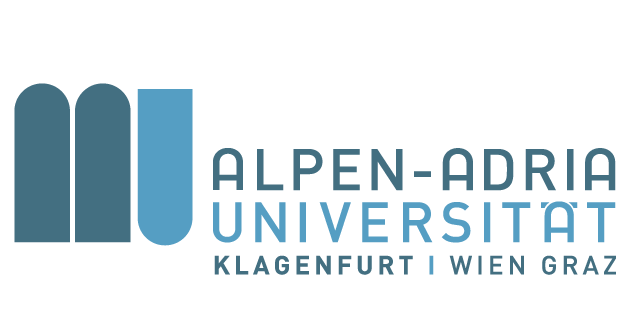 ALPEN-ADRIA
UNIVERSITÄT
KLAGENFURT | WIEN GRAZ